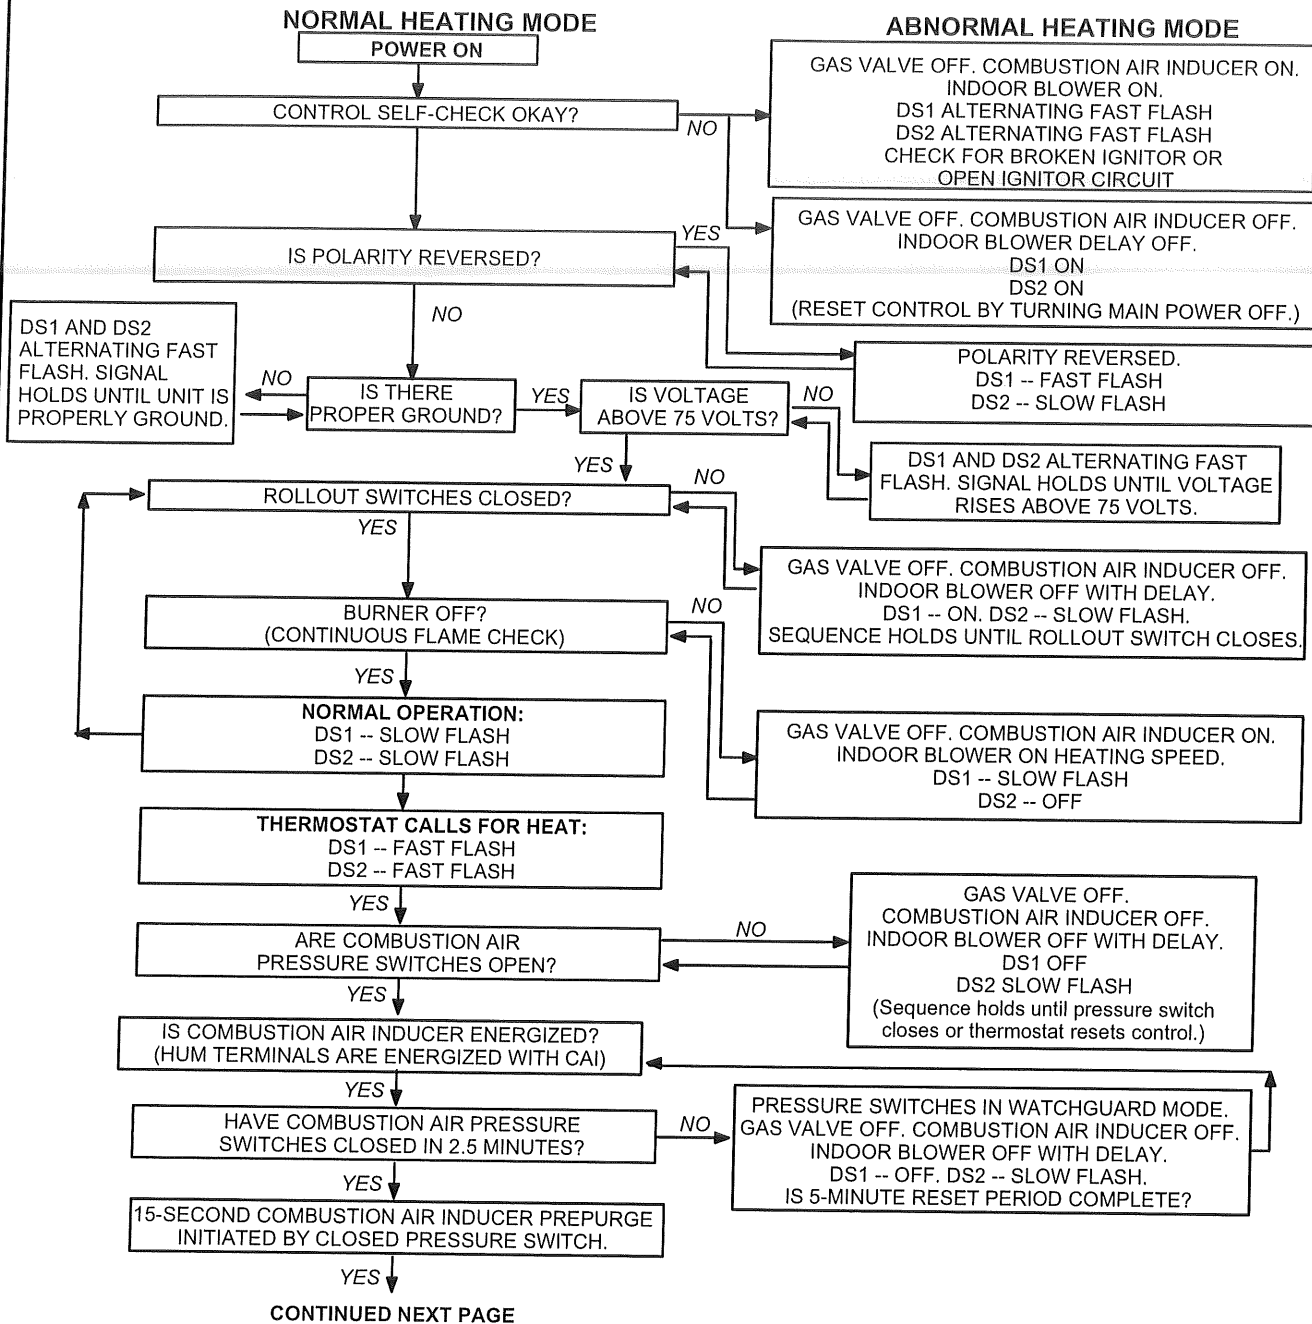 NORMAL HEATING MODE
ABNORMAL HEATING MODE
POWER ON
CONTROL SELF-CHECK OKAY?
NO
GAS VALVE OFF. COMBUSTION AIR INDUCER ON.
INDOOR BLOWER ON.
DS1 ALTERNATING FAST FLASH
DS2 ALTERNATING FAST FLASH
CHECK FOR BROKEN IGNITOR OR
OPEN IGNITOR CIRCUIT
GAS VALVE OFF. COMBUSTION AIR INDUCER OFF.
INDOOR BLOWER DELAY OFF.
DS1 ON
DS2 ON
(RESET CONTROL BY TURNING MAIN POWER OFF.)
IS POLARITY REVERSED?
YES
NO
POLARITY REVERSED.
DS1 -- FAST FLASH
DS2 -- SLOW FLASH
DS1 AND DS2
ALTERNATING FAST
FLASH. SIGNAL
HOLDS UNTIL UNIT IS
PROPERLY GROUND.
NO
IS THERE
PROPER GROUND?
YES
IS VOLTAGE
ABOVE 75 VOLTS?
NO
YES
DS1 AND DS2 ALTERNATING FAST
FLASH. SIGNAL HOLDS UNTIL VOLTAGE
RISES ABOVE 75 VOLTS.
ROLLOUT SWITCHES CLOSED?
NO
YES
GAS VALVE OFF. COMBUSTION AIR INDUCER OFF.
INDOOR BLOWER OFF WITH DELAY.
DS1 -- ON. DS2 -- SLOW FLASH.
SEQUENCE HOLDS UNTIL ROLLOUT SWITCH CLOSES.
BURNER OFF?
(CONTINUOUS FLAME CHECK)
NO
YES
GAS VALVE OFF. COMBUSTION AIR INDUCER ON.
INDOOR BLOWER ON HEATING SPEED.
DS1 -- SLOW FLASH
DS2 -- OFF
NORMAL OPERATION:
DS1 -- SLOW FLASH
DS2 -- SLOW FLASH
THERMOSTAT CALLS FOR HEAT:
DS1 -- FAST FLASH
DS2 -- FAST FLASH
YES
ARE COMBUSTION AIR
PRESSURE SWITCHES OPEN?
NO
YES
GAS VALVE OFF.
COMBUSTION AIR INDUCER OFF.
INDOOR BLOWER OFF WITH DELAY.
DS1 OFF
DS2 SLOW FLASH
(Sequence holds until pressure switch
closes or thermostat resets control.)
IS COMBUSTION AIR INDUCER ENERGIZED?
(HUM TERMINALS ARE ENERGIZED WITH CAI)
YES
HAVE COMBUSTION AIR PRESSURE
SWITCHES CLOSED IN 2.5 MINUTES?
NO
YES
PRESSURE SWITCHES IN WATCHGUARD MODE.
GAS VALVE OFF. COMBUSTION AIR INDUCER OFF.
INDOOR BLOWER OFF WITH DELAY.
DS1 -- OFF. DS2 -- SLOW FLASH.
IS 5-MINUTE RESET PERIOD COMPLETE?
15-SECOND COMBUSTION AIR INDUCER PREPURGE
INITIATED BY CLOSED PRESSURE SWITCH.
YES
CONTINUED NEXT PAGE